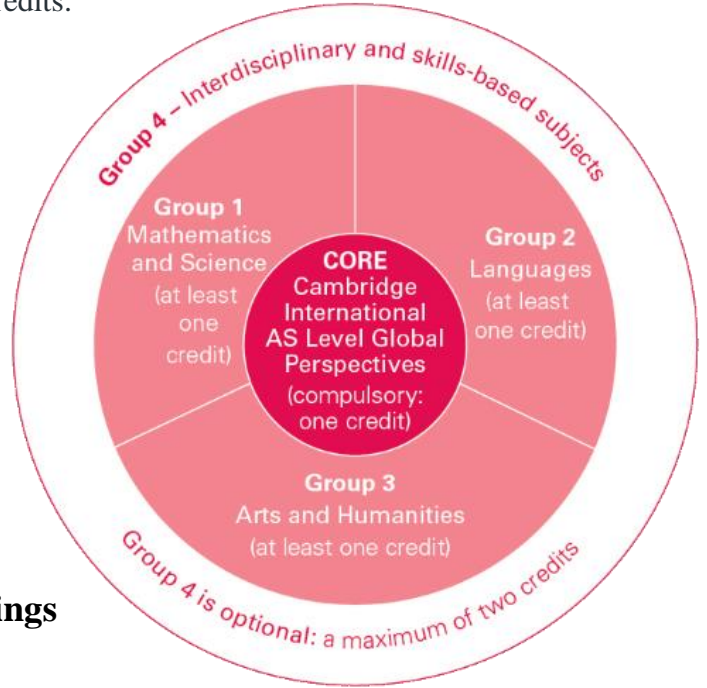 redits.
Group 4 – Interdisciplinary and skills-based subjects
Group 1
Mathematics
and Science
(at least
one
credit)
CORE
Cambridge
International
AS Level Global
Perspectives
(compulsory:
one credit)
Group 2
Languages
(at least
one credit)
Group 3
Arts and Humanities
(at least one credit)
Group 4 is optional: a maximum of two credits
ings